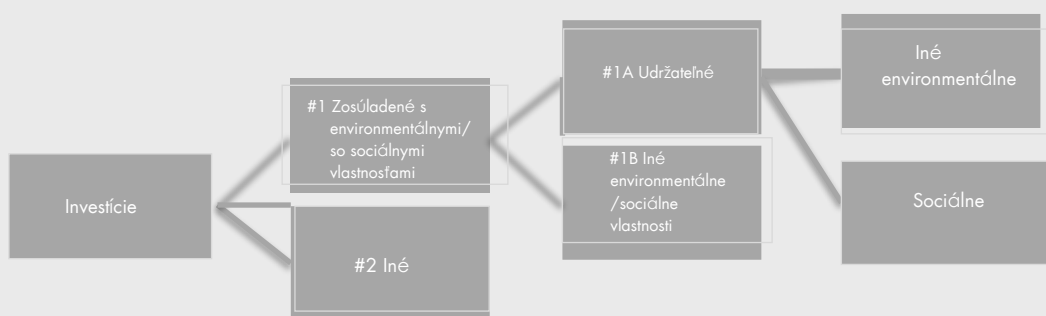 Investície
#1 Zosúladené s
environmentálnymi/
so sociálnymi
vlastnosťami
#2 Iné
#1A Udržateľné
#1B Iné
environmentálne
/sociálne
vlastnosti
Iné
environmentálne
Sociálne